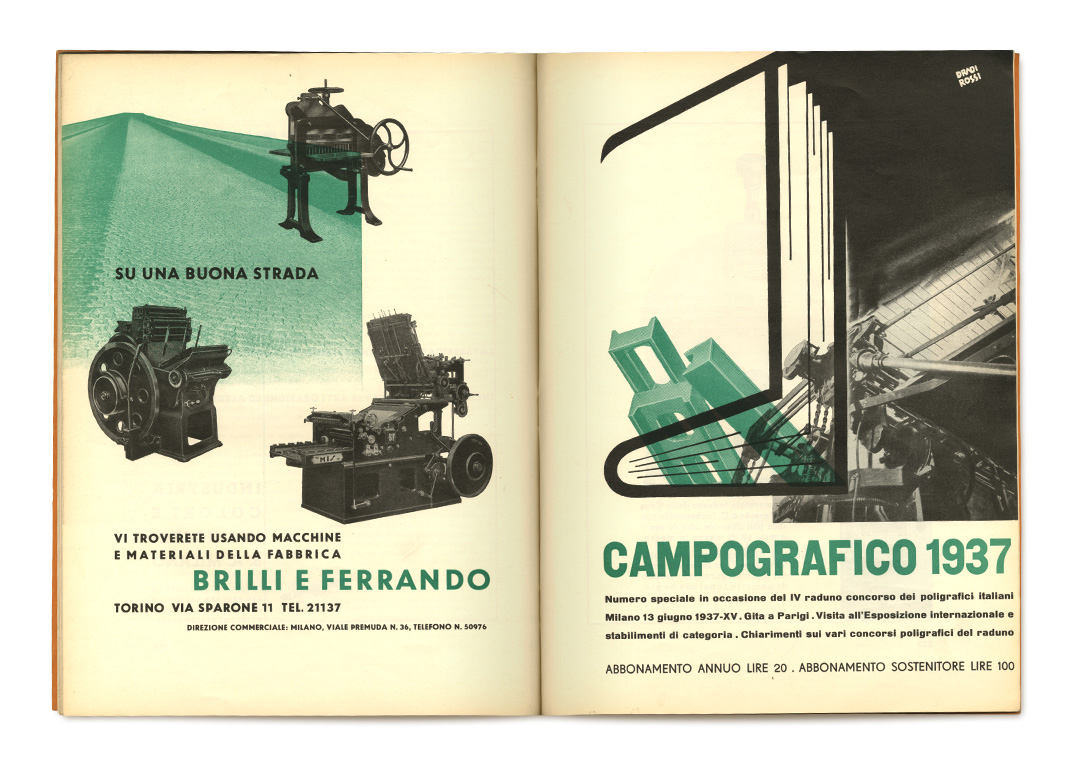 SU UNA BUONA STRADA
MIS
VI TROVERETE USANDO MACCHINE
E MATERIALI DELLA FABBRICA
BRILLI E FERRANDO
TORINO VIA SPARONE 11 TEL. 21137
DIREZIONE COMMERCIALE: MILANO, VIALE PREMUDA N. 36, TELEFONO N. 50976
DRADI
ROSSI
CAMPOGRAFICO 1937
Numero speciale in occasione del IV raduno concorso dei poligrafici italiani
Milano 13 giugno 1937-XV . Gita a Parigi . Visita all'Esposizione internazionale e
stabilimenti di categoria . Chiarimenti sui vari concorsi poligrafici del raduno
ABBONAMENTO ANNUO LIRE 20 . ABBONAMENTO SOSTENITORE LIRE 100